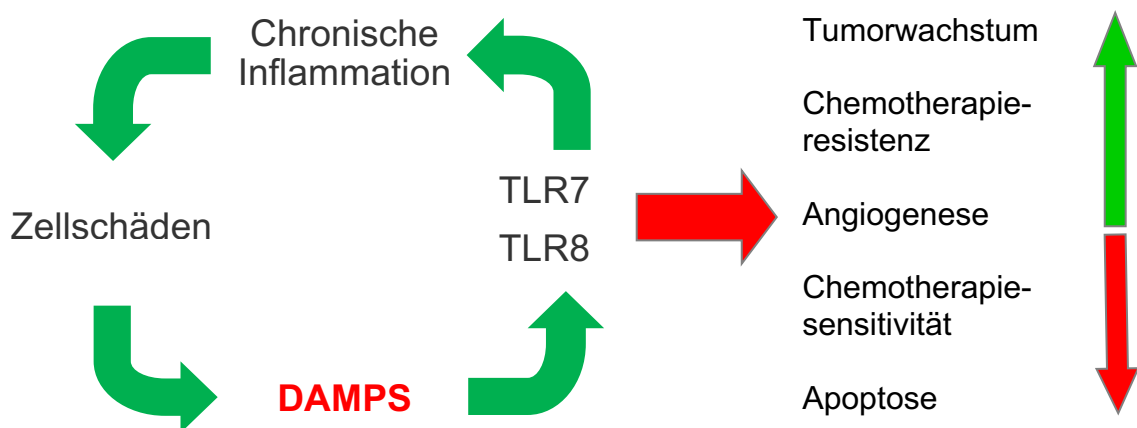 Chronische
Inflammation
Zellschäden
DAMPS
TLR7
TLR8
Tumorwachstum
Chemotherapie-
resistenz
Angiogenese
Chemotherapie-
sensitivität
Apoptose